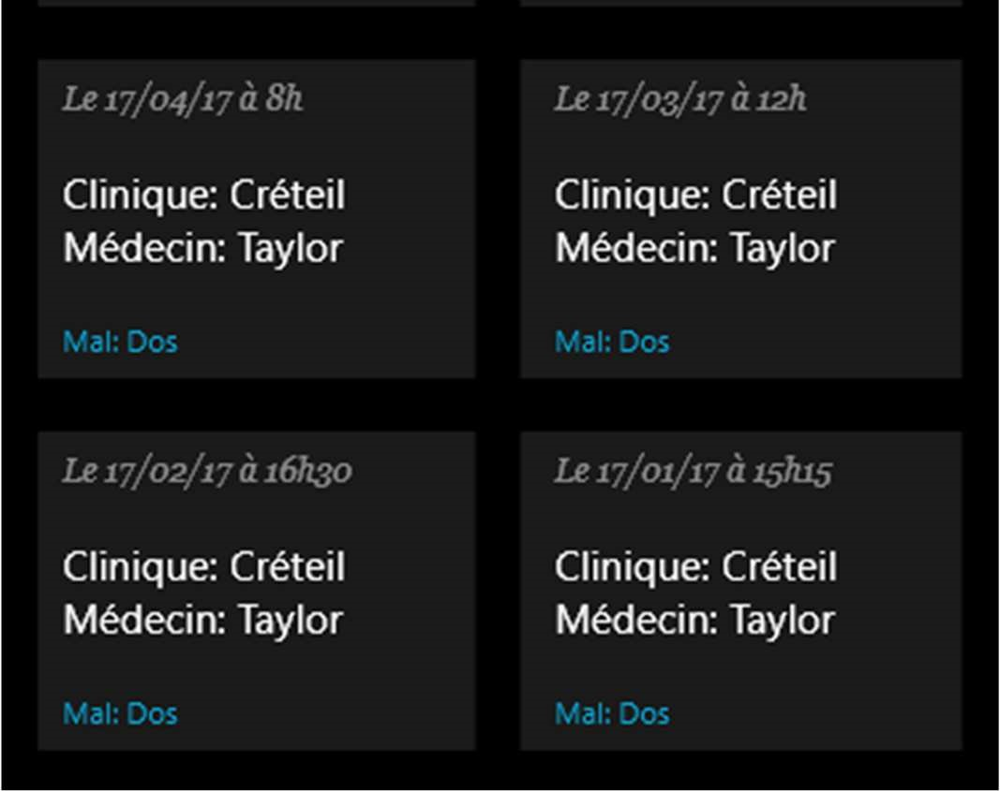 Le 17/04/17 à 8h
Clinique: Créteil
Médecin: Taylor
Mal: Dos
Le 17/03/17 à 12h
Clinique: Créteil
Médecin: Taylor
Mal: Dos
Le 17/02/17 à 16h30
Clinique: Créteil
Médecin: Taylor
Mal: Dos
Le 17/01/17 à 15h15
Clinique: Créteil
Médecin: Taylor
Mal: Dos